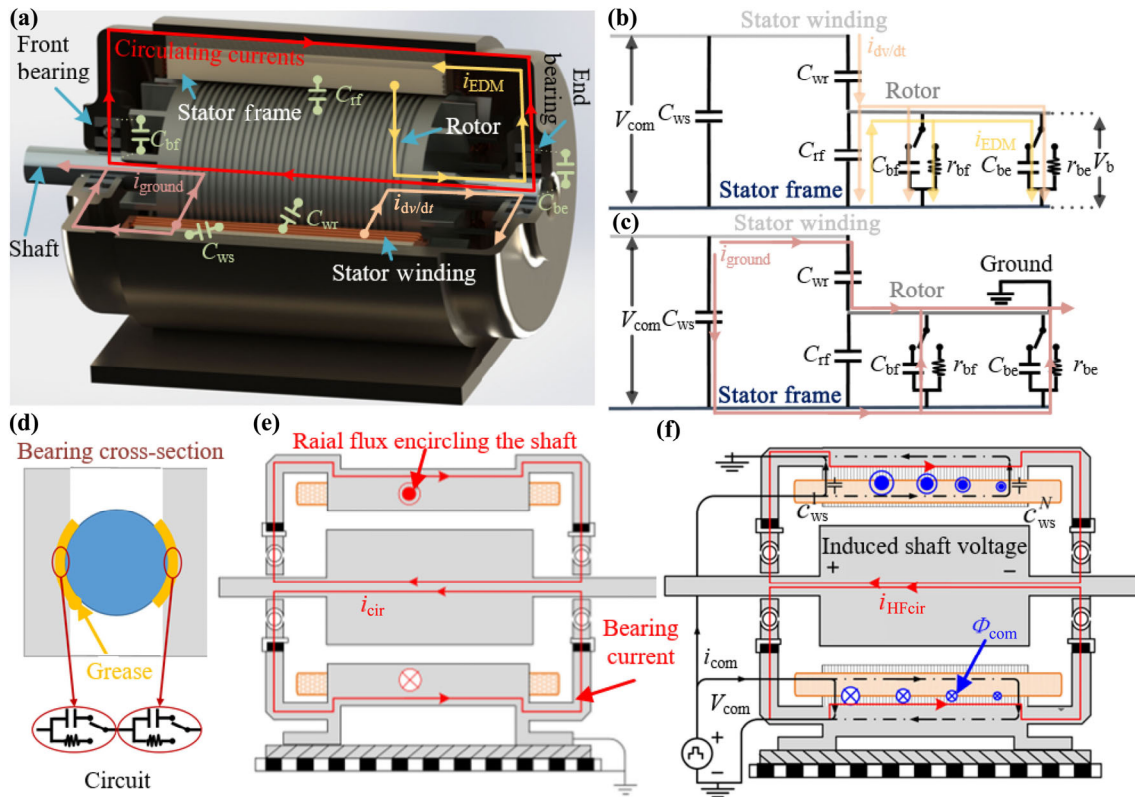 (a)
Front
bearing
Circulating currents
Stator frame
C_rf
i_EDM
End
bearing
Rotor
C_bf
i_ground
i_dv/dt
C_be
Shaft
C_ws
C_wr
Stator winding
(b)
Stator winding
i_dv/dt
C_wr
V_com
C_ws
Rotor
i_EDM
C_rf
C_bf
r_bf
C_be
r_be
V_b
Stator frame
(c)
Stator winding
i_ground
C_wr
Ground
Rotor
V_com
C_ws
C_rf
C_bf
r_bf
C_be
r_be
Stator frame
(d)
Bearing cross-section
Grease
Circuit
(e)
Raial flux encircling the shaft
i_cir
Bearing
current
(f)
c_ws^1
c_ws^N
Induced shaft voltage
+
−
i_HFcir
Φ_com
i_com
V_com
+
−